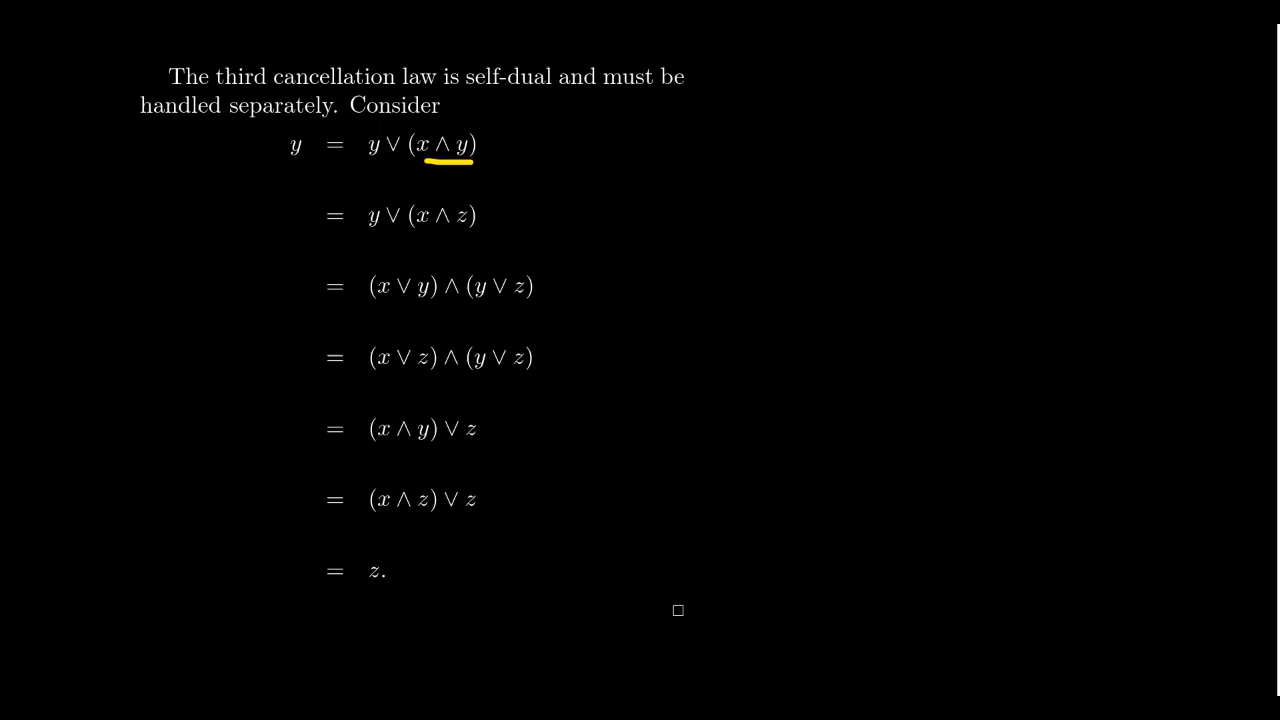 The third cancellation law is self-dual and must be
handled separately. Consider
y = y ∨ (x ∧ y)
= y ∨ (x ∧ z)
= (x ∨ y) ∧ (y ∨ z)
= (x ∨ z) ∧ (y ∨ z)
= (x ∧ y) ∨ z
= (x ∧ z) ∨ z
= z.
□